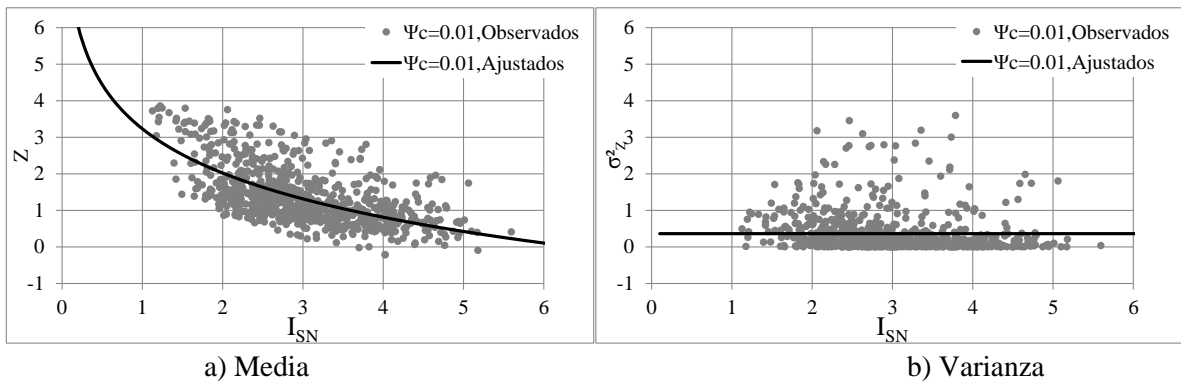 6
5
4
3
2
1
0
-1
Z
0 1 2 3 4 5 6
I_SN
Ψc=0.01,Observados
Ψc=0.01,Ajustados
a) Media
6
5
4
3
2
1
0
-1
σ²_Z
0 1 2 3 4 5 6
I_SN
Ψc=0.01,Observados
Ψc=0.01,Ajustados
b) Varianza